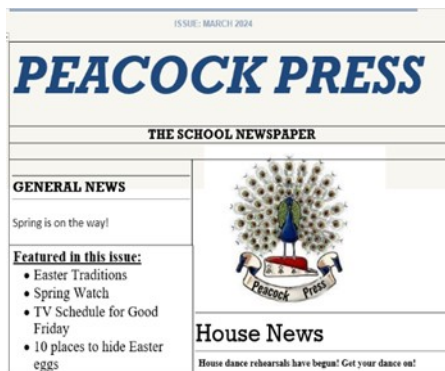 ISSUE: MARCH 2024
PEACOCK PRESS
THE SCHOOL NEWSPAPER
GENERAL NEWS
Spring is on the way!
Featured in this issue:
• Easter Traditions
• Spring Watch
• TV Schedule for Good
Friday
• 10 places to hide Easter
eggs
Peacock Press
House News
House dance rehearsals have begun! Get your dance on!